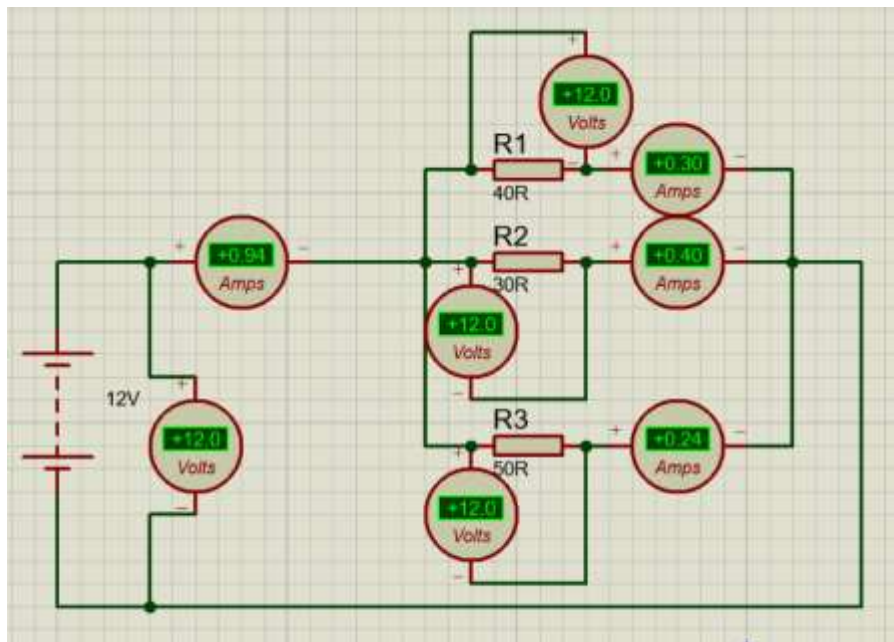 +12.0
Volts
R1
40R
+0.30
Amps
+0.94
Amps
R2
30R
+0.40
Amps
+12.0
Volts
12V
+12.0
Volts
R3
50R
+0.24
Amps
+12.0
Volts